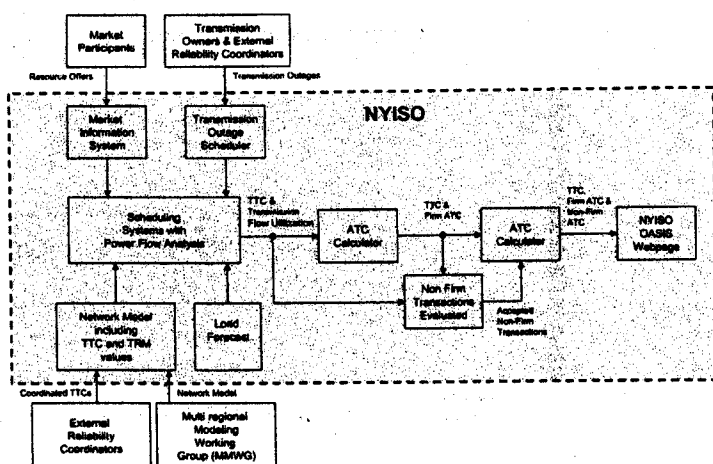 Market
Participants
Transmission
Owners & External
Reliability Coordinators
Resource Offers
Transmission Outages
NYISO
Market
Information
System
Transmission
Outage
Scheduler
Scheduling
Systems with
Power Flow Analysis
TTC &
Transmission
Flow Utilization
ATC
Calculator
TTC &
Firm ATC
ATC
Calculator
TTC,
Firm ATC &
Non-Firm
ATC
NYISO
OASIS
Webpage
Non Firm
Transactions
Evaluated
Accepted
Non-Firm
Transactions
Network Model
including
TTC and TRM
values
Load
Forecast
Coordinated TTCs
Network Model
External
Reliability
Coordinators
Multi regional
Modeling
Working
Group (MMWG)